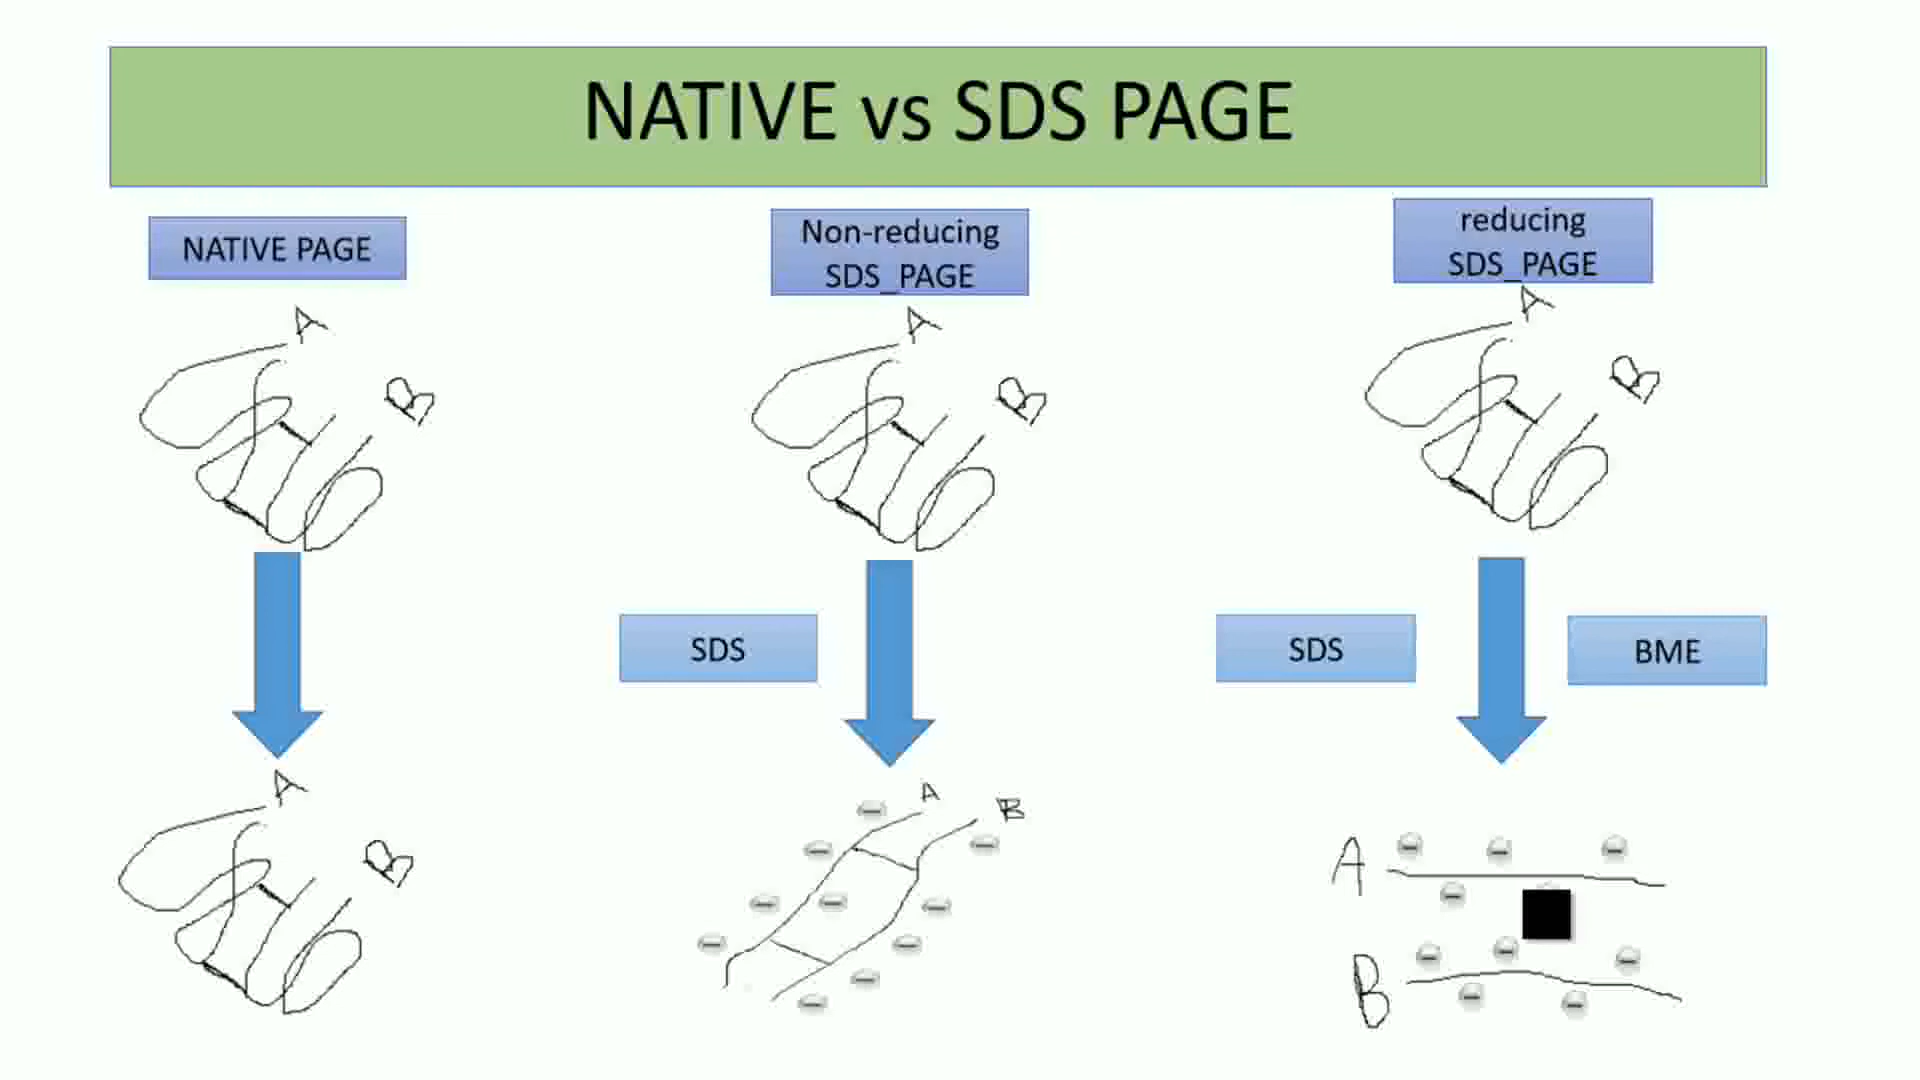 NATIVE vs SDS PAGE
NATIVE PAGE
Non-reducing
SDS_PAGE
reducing
SDS_PAGE
A
B
A
B
A
B
SDS
SDS
BME
A
B
A
B
A
B